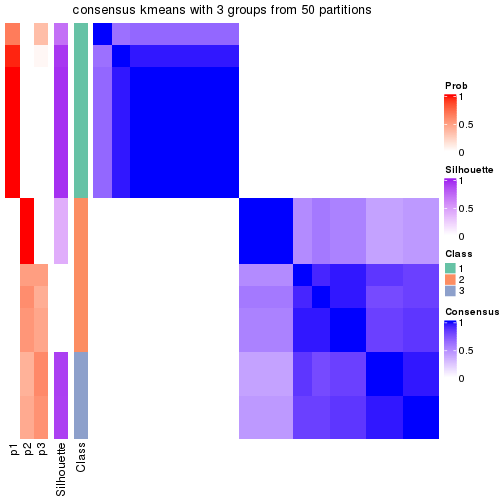 consensus kmeans with 3 groups from 50 partitions
Prob
1
0.5
0
Silhouette
1
0.5
0
Class
1
2
3
Consensus
1
0.5
0
p1
p2
p3
Silhouette
Class